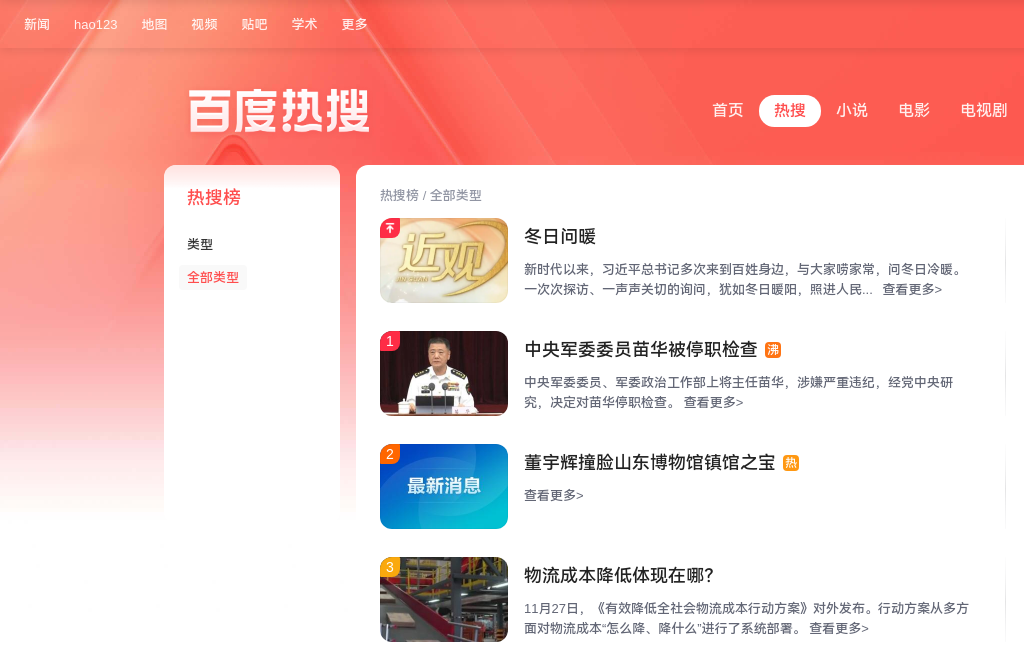 新闻 hao123 地图 视频 贴吧 学术 更多
百度热搜
首页 热搜 小说 电影 电视剧
热搜榜
类型
全部类型
热搜榜 / 全部类型
近观
冬日问暖
新时代以来，习近平总书记多次来到百姓身边，与大家唠家常，问冬日冷暖。
一次次探访、一声声关切的询问，犹如冬日暖阳，照进人民... 查看更多>
1
中央军委委员苗华被停职检查 沸
中央军委委员、军委政治工作部上将主任苗华，涉嫌严重违纪，经党中央研
究，决定对苗华停职检查。 查看更多>
2
最新消息
董宇辉撞脸山东博物馆镇馆之宝 热
查看更多>
3
物流成本降低体现在哪？
11月27日，《有效降低全社会物流成本行动方案》对外发布。行动方案从多方
面对物流成本“怎么降、降什么”进行了系统部署。 查看更多>